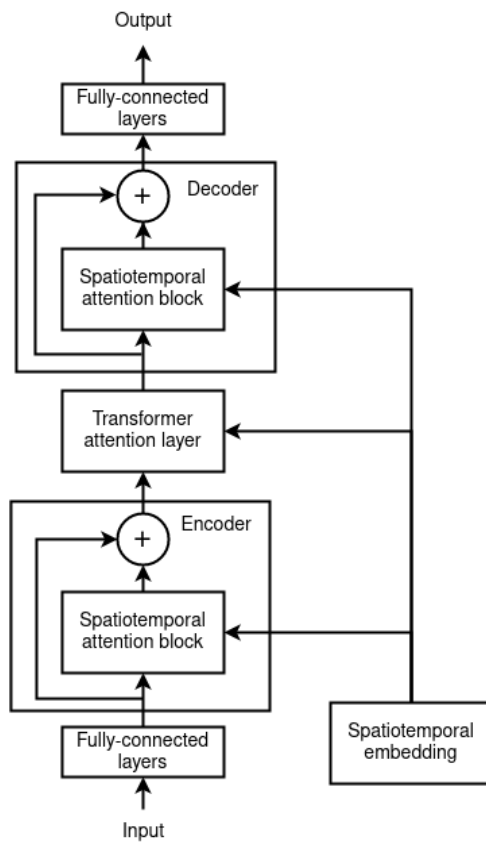 Output
Fully-connected
layers
Decoder
+
Spatiotemporal
attention block
Transformer
attention layer
Encoder
+
Spatiotemporal
attention block
Fully-connected
layers
Spatiotemporal
embedding
Input